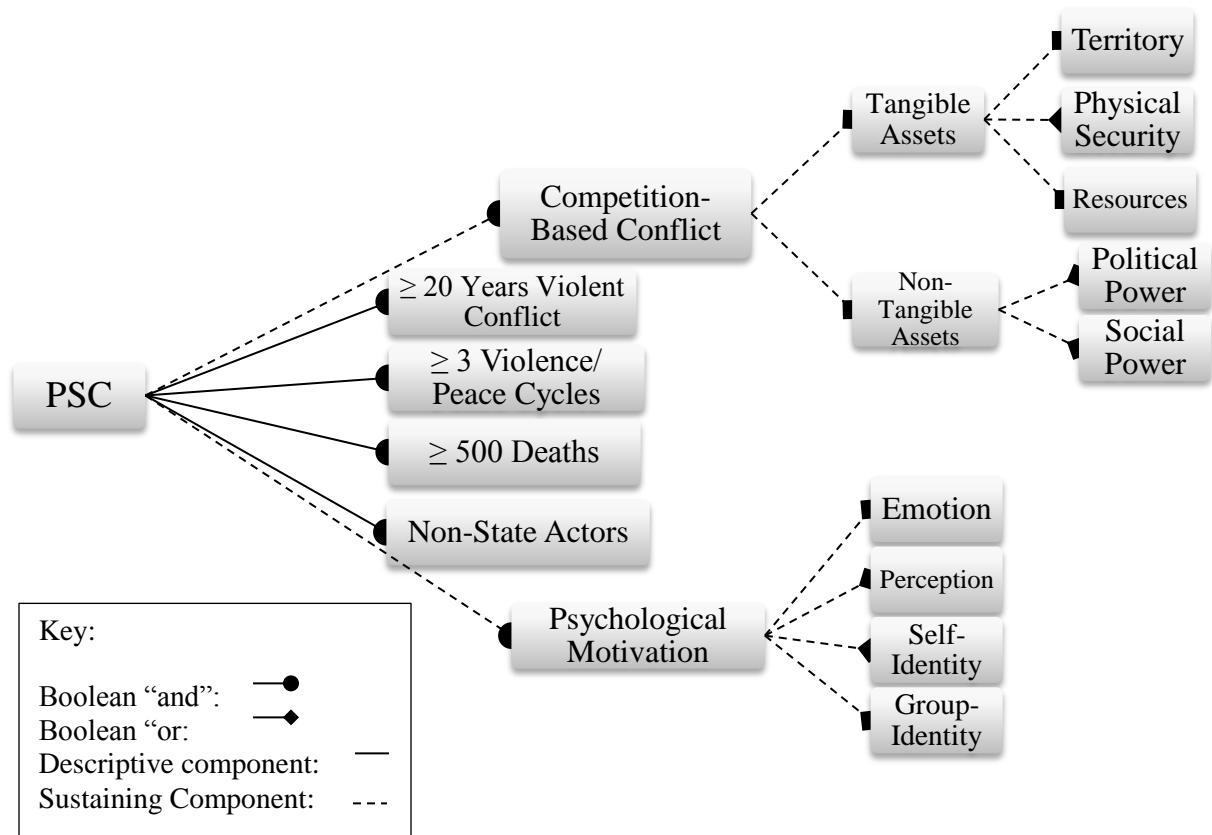 Territory
Physical
Security
Resources
Tangible
Assets
Competition-
Based Conflict
Non-
Tangible
Assets
Political
Power
Social
Power
≥ 20 Years Violent
Conflict
≥ 3 Violence/
Peace Cycles
PSC
≥ 500 Deaths
Non-State Actors
Psychological
Motivation
Emotion
Perception
Self-
Identity
Group-
Identity
Key:
Boolean “and”:
Boolean “or:
Descriptive component:
Sustaining Component: